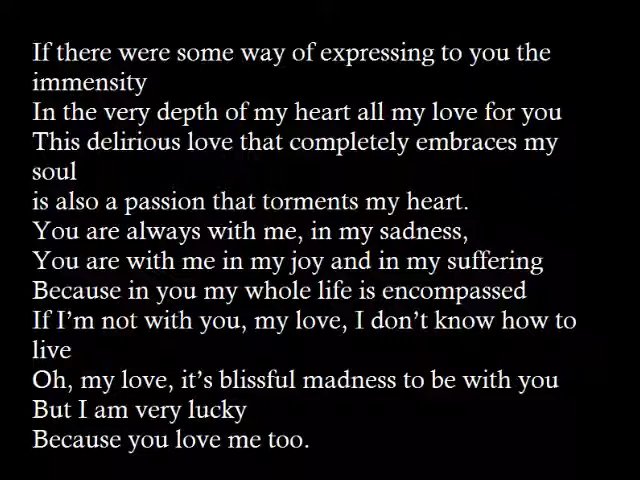 If there were some way of expressing to you the
immensity
In the very depth of my heart all my love for you
This delirious love that completely embraces my
soul
is also a passion that torments my heart.
You are always with me, in my sadness,
You are with me in my joy and in my suffering
Because in you my whole life is encompassed
If I’m not with you, my love, I don’t know how to
live
Oh, my love, it’s blissful madness to be with you
But I am very lucky
Because you love me too.